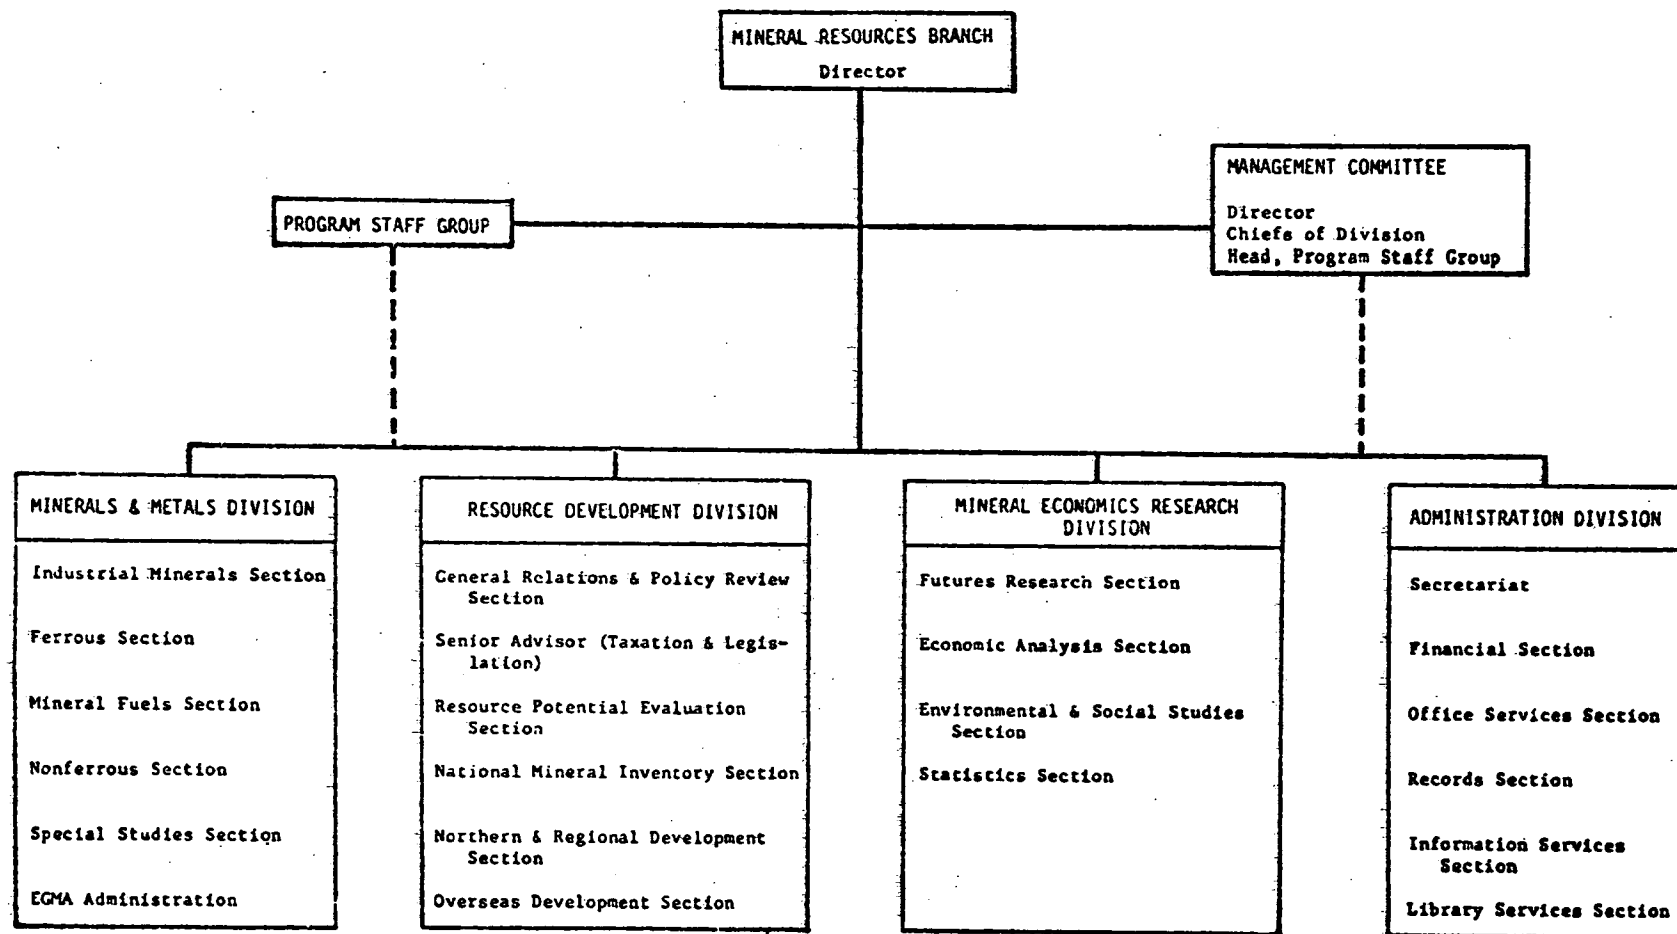 MINERAL RESOURCES BRANCH
Director
MANAGEMENT COMMITTEE
Director
Chiefs of Division
Head, Program Staff Group
PROGRAM STAFF GROUP
MINERALS & METALS DIVISION
Industrial Minerals Section
Ferrous Section
Mineral Fuels Section
Nonferrous Section
Special Studies Section
EGMA Administration
RESOURCE DEVELOPMENT DIVISION
General Relations & Policy Review
Section
Senior Advisor (Taxation & Legis-
lation)
Resource Potential Evaluation
Section
National Mineral Inventory Section
Northern & Regional Development
Section
Overseas Development Section
MINERAL ECONOMICS RESEARCH
DIVISION
Futures Research Section
Economic Analysis Section
Environmental & Social Studies
Section
Statistics Section
ADMINISTRATION DIVISION
Secretariat
Financial Section
Office Services Section
Records Section
Information Services
Section
Library Services Section